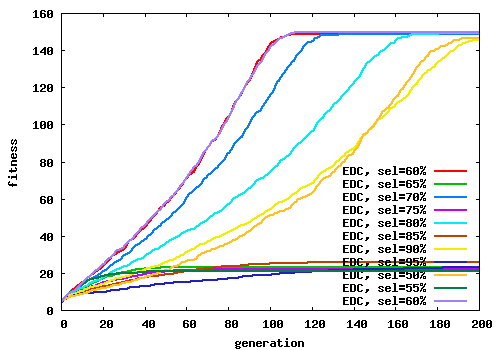 160
140
120
100
80
60
40
20
0
fitness
EDC, sel=60%
EDC, sel=65%
EDC, sel=70%
EDC, sel=75%
EDC, sel=80%
EDC, sel=85%
EDC, sel=90%
EDC, sel=95%
EDC, sel=50%
EDC, sel=55%
EDC, sel=60%
0 20 40 60 80 100 120 140 160 180 200
generation